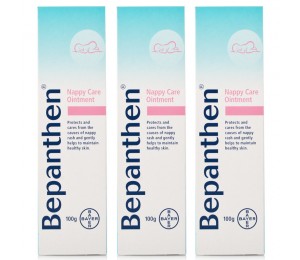 Bepanthen®
Nappy Care
Ointment
Protects and
cares from the
causes of nappy
rash and gently
helps to maintain
healthy skin.
100g
BAYER
BAYER
Bepanthen®
Nappy Care
Ointment
Protects and
cares from the
causes of nappy
rash and gently
helps to maintain
healthy skin.
100g
BAYER
BAYER
Bepanthen®
Nappy Care
Ointment
Protects and
cares from the
causes of nappy
rash and gently
helps to maintain
healthy skin.
100g
BAYER
BAYER